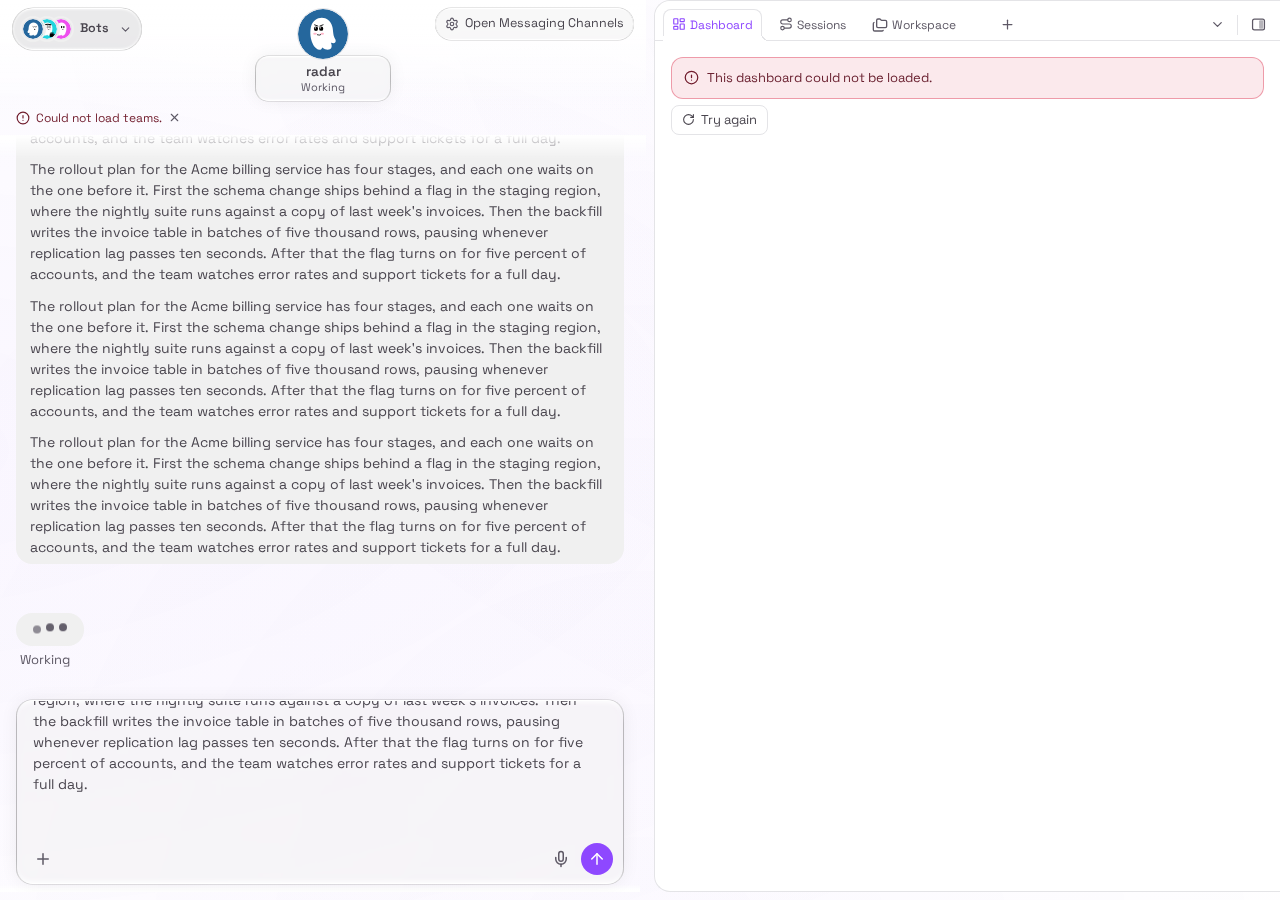 Bots
Open Messaging Channels
radar
Working
Could not load teams.
accounts, and the team watches error rates and support tickets for a full day.
The rollout plan for the Acme billing service has four stages, and each one waits on
the one before it. First the schema change ships behind a flag in the staging region,
where the nightly suite runs against a copy of last week's invoices. Then the backfill
writes the invoice table in batches of five thousand rows, pausing whenever
replication lag passes ten seconds. After that the flag turns on for five percent of
accounts, and the team watches error rates and support tickets for a full day.
The rollout plan for the Acme billing service has four stages, and each one waits on
the one before it. First the schema change ships behind a flag in the staging region,
where the nightly suite runs against a copy of last week's invoices. Then the backfill
writes the invoice table in batches of five thousand rows, pausing whenever
replication lag passes ten seconds. After that the flag turns on for five percent of
accounts, and the team watches error rates and support tickets for a full day.
The rollout plan for the Acme billing service has four stages, and each one waits on
the one before it. First the schema change ships behind a flag in the staging region,
where the nightly suite runs against a copy of last week's invoices. Then the backfill
writes the invoice table in batches of five thousand rows, pausing whenever
replication lag passes ten seconds. After that the flag turns on for five percent of
accounts, and the team watches error rates and support tickets for a full day.
Working
region, where the nightly suite runs against a copy of last week's invoices. Then
the backfill writes the invoice table in batches of five thousand rows, pausing
whenever replication lag passes ten seconds. After that the flag turns on for five
percent of accounts, and the team watches error rates and support tickets for a
full day.
Dashboard
Sessions
Workspace
This dashboard could not be loaded.
Try again